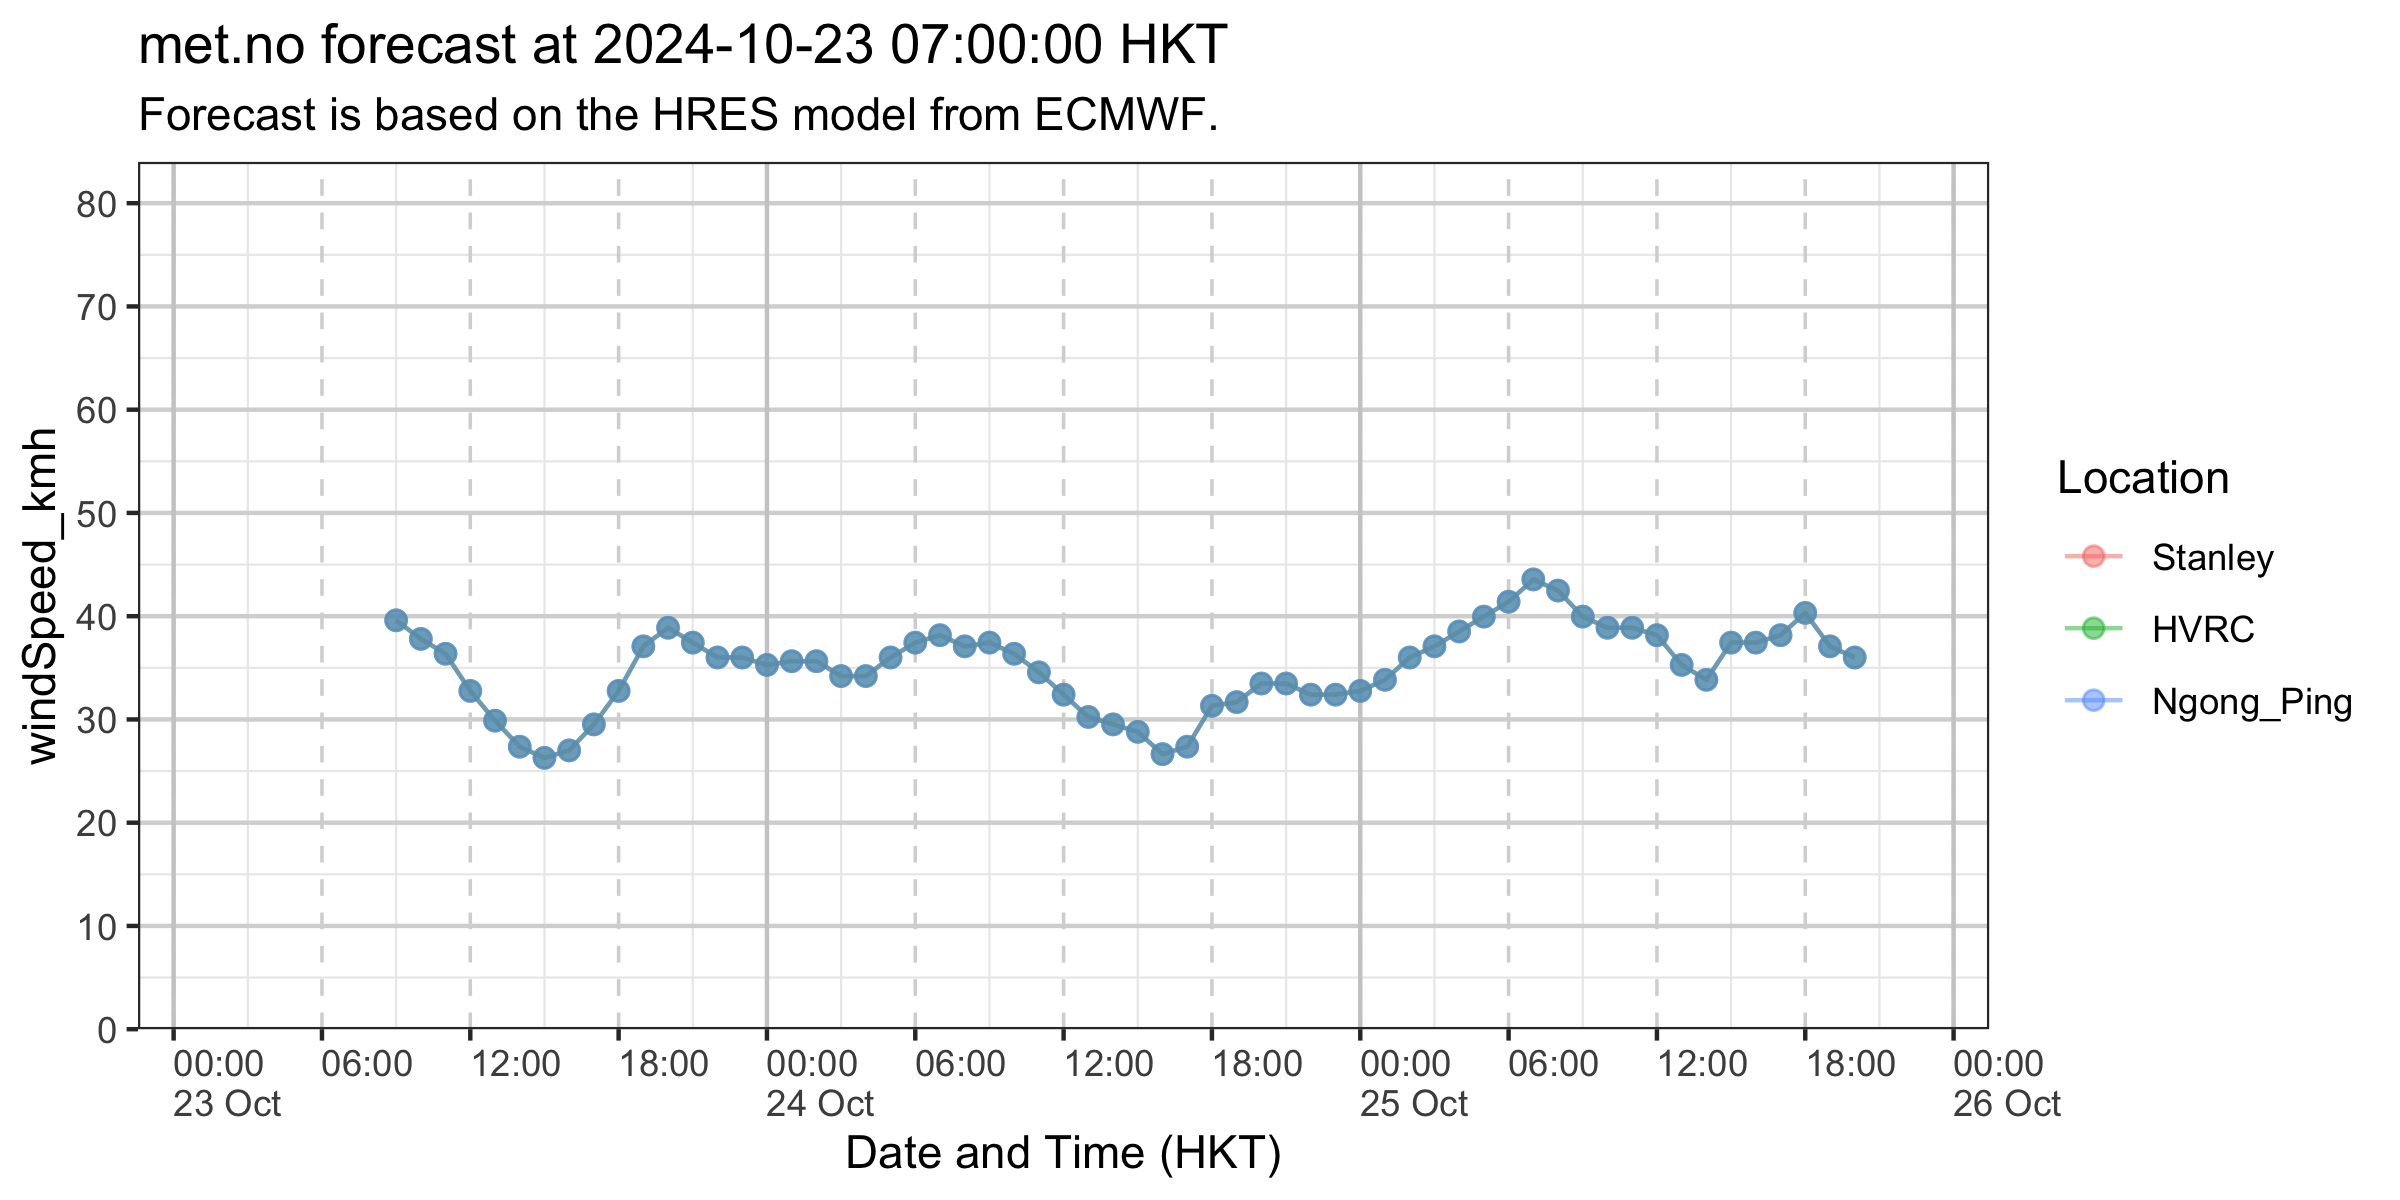 met.no forecast at 2024-10-23 07:00:00 HKT
Forecast is based on the HRES model from ECMWF.
windSpeed_kmh
80
70
60
50
40
30
20
10
0
00:00 06:00 12:00 18:00 00:00 06:00 12:00 18:00 00:00 06:00 12:00 18:00 00:00
23 Oct 24 Oct 25 Oct 26 Oct
Date and Time (HKT)
Location
Stanley
HVRC
Ngong_Ping